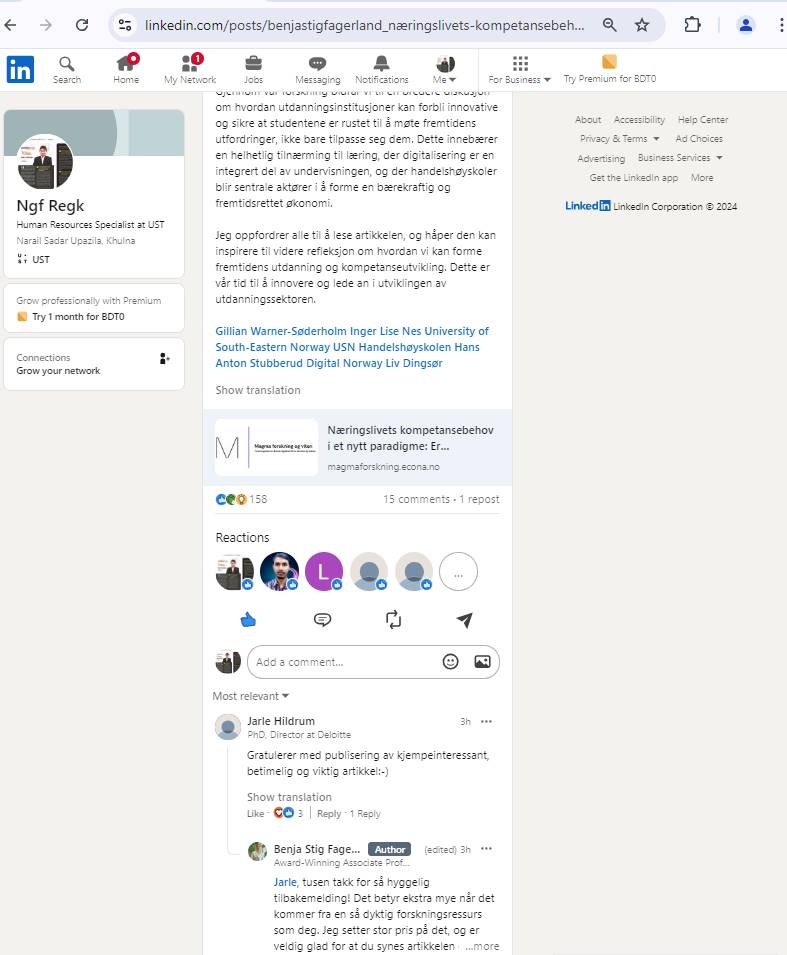 linkedin.com/posts/benjastigfagerland_næringslivets-kompetansebeh...
in
Search
Home
1
My Network
Jobs
Messaging
Notifications
Me
For Business
Try Premium for BDT0
Ngf Regk
Human Resources Specialist at UST
Narail Sadar Upazila, Khulna
UST
Grow professionally with Premium
Try 1 month for BDT0
Connections
Grow your network
Gjennom vår forskning bidrar vi til en bredere diskusjon
om hvordan utdanningsinstitusjoner kan forbli innovative
og sikre at studentene er rustet til å møte fremtidens
utfordringer, ikke bare tilpasse seg dem. Dette innebærer
en helhetlig tilnærming til læring, der digitalisering er en
integrert del av undervisningen, og der handelshøyskoler
blir sentrale aktører i å forme en bærekraftig og
fremtidsrettet økonomi.
Jeg oppfordrer alle til å lese artikkelen, og håper den kan
inspirere til videre refleksjon om hvordan vi kan forme
fremtidens utdanning og kompetanseutvikling. Dette er
vår tid til å innovere og lede an i utviklingen av
utdanningssektoren.
Gillian Warner-Søderholm Inger Lise Nes University of
South-Eastern Norway USN Handelshøyskolen Hans
Anton Stubberud Digital Norway Liv Dingsør
Show translation
M
Magma forskning og viten
Næringslivets kompetansebehov
i et nytt paradigme: Er...
magmaforskning.econa.no
158
15 comments • 1 repost
Reactions
L
...
Add a comment...
Most relevant
Jarle Hildrum
3h
PhD, Director at Deloitte
Gratulerer med publisering av kjempeinteressant,
betimelig og viktig artikkel:-)
Show translation
Like · 3 | Reply · 1 Reply
Benja Stig Fage... Author (edited) 3h
Award-Winning Associate Prof...
Jarle, tusen takk for så hyggelig
tilbakemelding! Det betyr ekstra mye når det
kommer fra en så dyktig forskningsressurs
som deg. Jeg setter stor pris på det, og er
veldig glad for at du synes artikkelen ...more
About Accessibility Help Center
Privacy & Terms Ad Choices
Advertising Business Services
Get the LinkedIn app More
LinkedIn LinkedIn Corporation © 2024